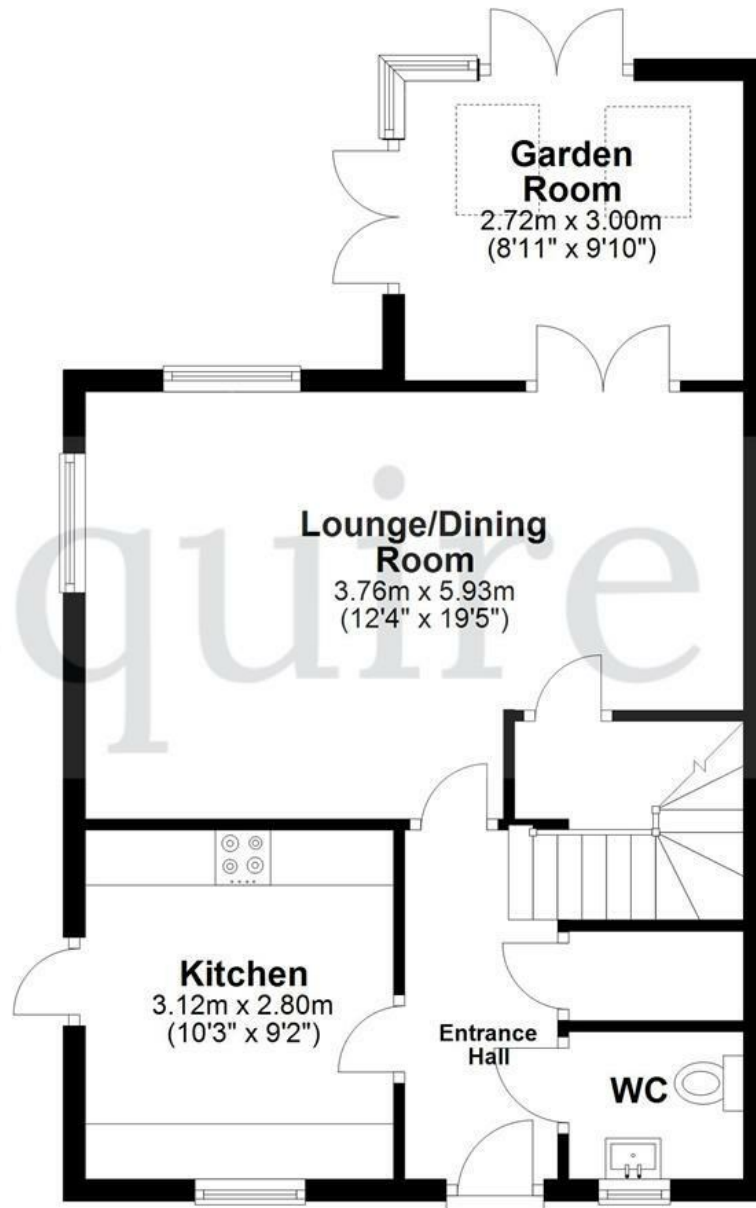 Garden
Room
2.72m x 3.00m
(8'11" x 9'10")
Lounge/Dining
Room
3.76m x 5.93m
(12'4" x 19'5")
quire
Kitchen
3.12m x 2.80m
(10'3" x 9'2")
Entrance
Hall
WC